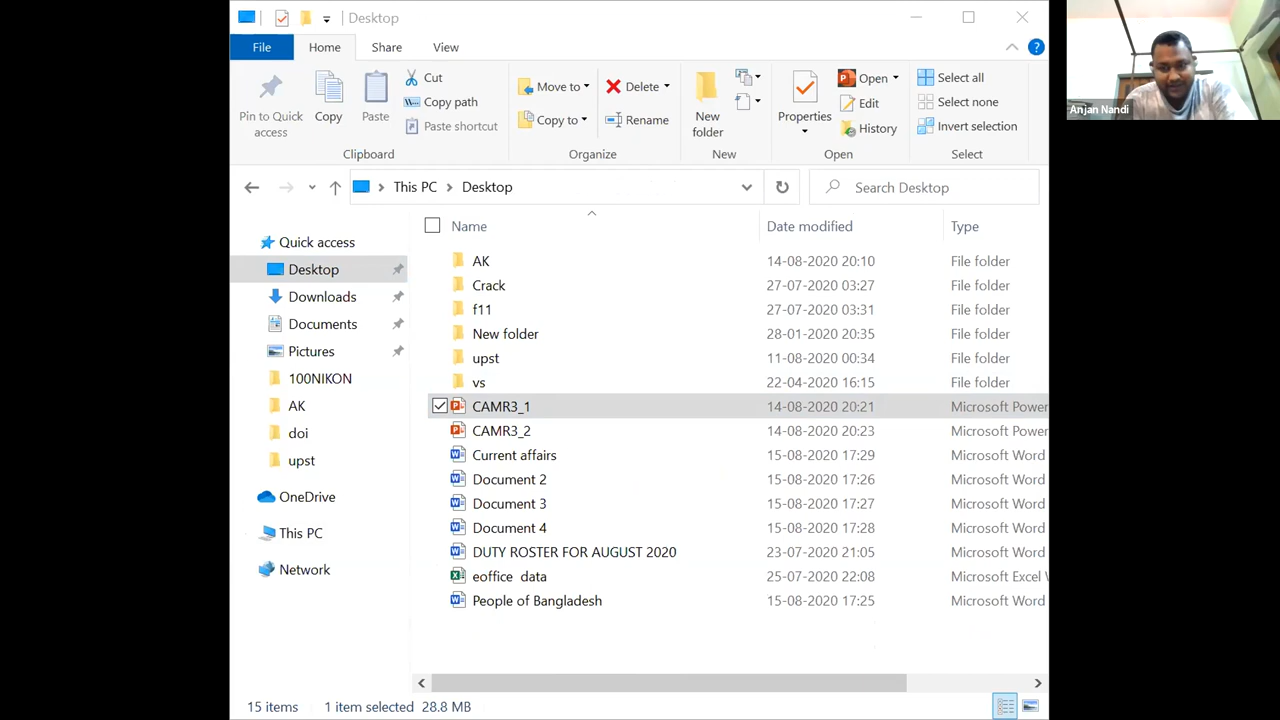 Desktop
File Home Share View
Pin to Quick access
Copy
Paste
Cut
Copy path
Paste shortcut
Clipboard
Move to
Copy to
Delete
Rename
Organize
New folder
New
Properties
Open
Edit
History
Open
Select all
Select none
Invert selection
Select
This PC > Desktop
Search Desktop
Quick access
Desktop
Downloads
Documents
Pictures
100NIKON
AK
doi
upst
OneDrive
This PC
Network
Name Date modified Type
AK 14-08-2020 20:10 File folder
Crack 27-07-2020 03:27 File folder
f11 27-07-2020 03:31 File folder
New folder 28-01-2020 20:35 File folder
upst 11-08-2020 00:34 File folder
vs 22-04-2020 16:15 File folder
CAMR3_1 14-08-2020 20:21 Microsoft Power
CAMR3_2 14-08-2020 20:23 Microsoft Power
Current affairs 15-08-2020 17:29 Microsoft Word
Document 2 15-08-2020 17:26 Microsoft Word
Document 3 15-08-2020 17:27 Microsoft Word
Document 4 15-08-2020 17:28 Microsoft Word
DUTY ROSTER FOR AUGUST 2020 23-07-2020 21:05 Microsoft Word
eoffice data 25-07-2020 22:08 Microsoft Excel W
People of Bangladesh 15-08-2020 17:25 Microsoft Word
15 items 1 item selected 28.8 MB
Anjan Nandi